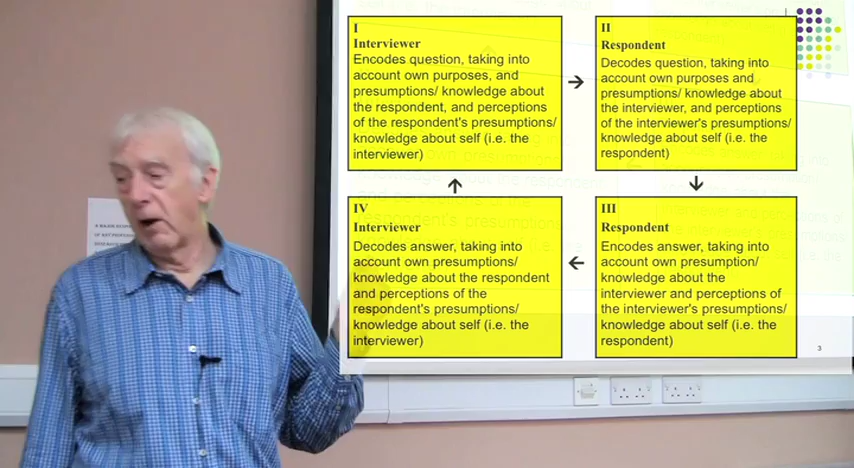 I
Interviewer
Encodes question, taking into
account own purposes, and
presumptions/ knowledge about
the respondent, and perceptions
of the respondent's presumptions/
knowledge about self (i.e. the
interviewer)
II
Respondent
Decodes question, taking into
account own purposes and
presumptions/ knowledge about
the interviewer, and perceptions
of the interviewer's presumptions/
knowledge about self (i.e. the
respondent)
IV
Interviewer
Decodes answer, taking into
account own presumptions/
knowledge about the respondent
and perceptions of the
respondent's presumptions/
knowledge about self (i.e. the
interviewer)
III
Respondent
Encodes answer, taking into
account own presumption/
knowledge about the
interviewer and perceptions of
the interviewer's presumptions/
knowledge about self (i.e. the
respondent)
3